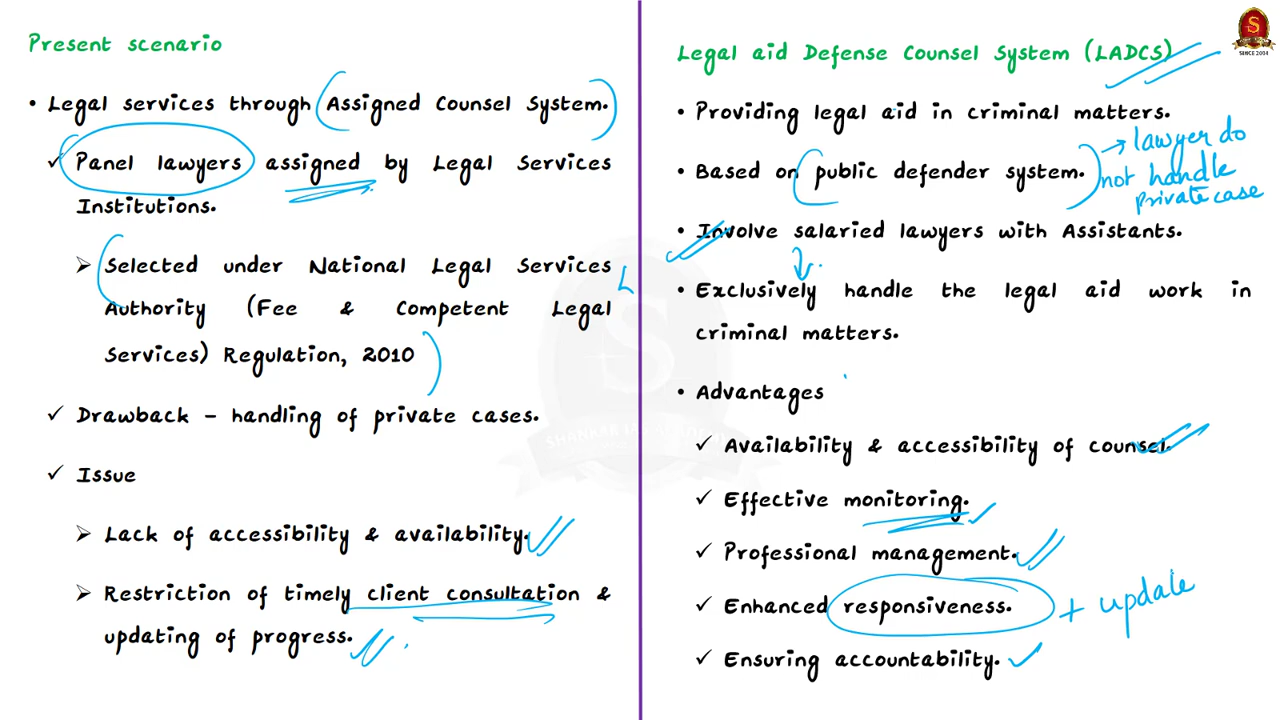 Present scenario
• Legal services through Assigned Counsel System.
✓ Panel lawyers assigned by Legal Services
Institutions.
➢ Selected under National Legal Services
Authority (Fee & Competent Legal
Services) Regulation, 2010
✓ Drawback – handling of private cases.
✓ Issue
➢ Lack of accessibility & availability.
➢ Restriction of timely client consultation &
updating of progress.
Legal aid Defense Counsel System (LADCS)
• Providing legal aid in criminal matters.
• Based on public defender system.
→ lawyer do
not handle
private case
• Involve salaried lawyers with Assistants.
• Exclusively handle the legal aid work in
criminal matters.
• Advantages
✓ Availability & accessibility of counsel.
✓ Effective monitoring.
✓ Professional management.
✓ Enhanced responsiveness.
+ update
✓ Ensuring accountability.
SINCE 2004